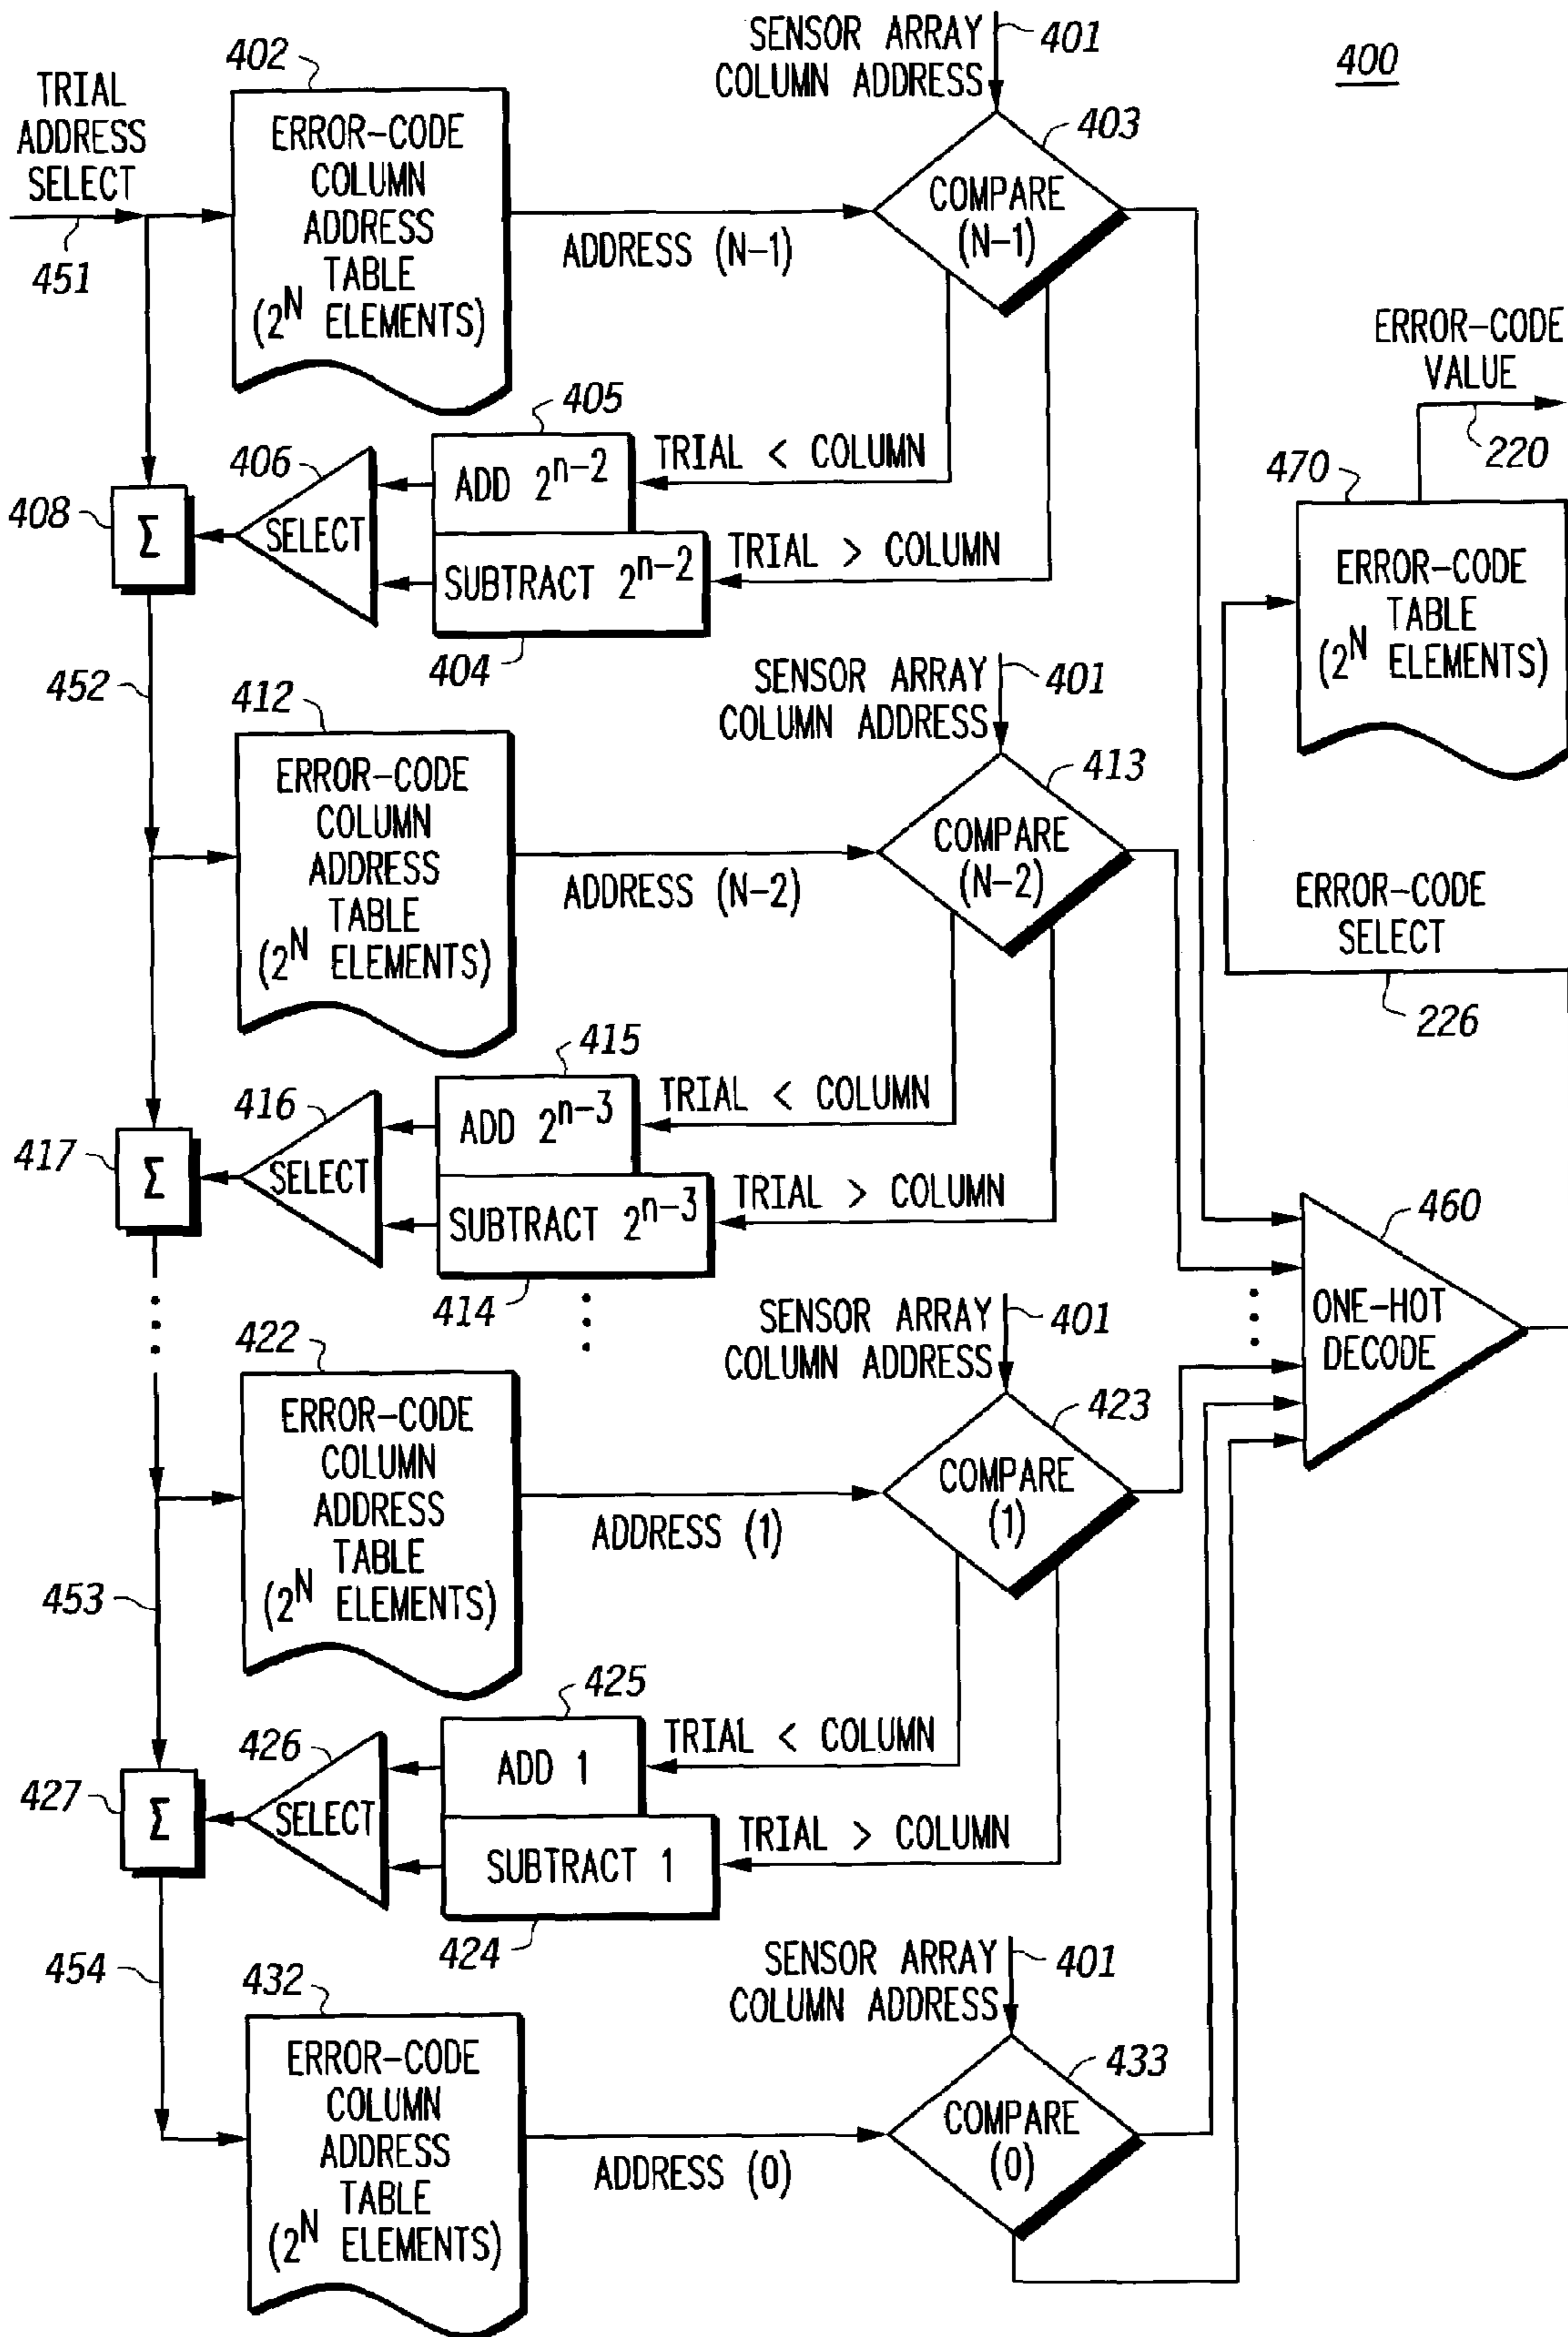 400
402
SENSOR ARRAY
COLUMN ADDRESS
401
TRIAL
ADDRESS
SELECT
451
ERROR-CODE
COLUMN
ADDRESS
TABLE
(2^N ELEMENTS)
ADDRESS (N-1)
403
COMPARE
(N-1)
ERROR-CODE
VALUE
220
405
406
TRIAL < COLUMN
ADD 2^n-2
408
Σ
SELECT
TRIAL > COLUMN
SUBTRACT 2^n-2
404
470
ERROR-CODE
TABLE
(2^N ELEMENTS)
452
412
SENSOR ARRAY
COLUMN ADDRESS
401
ERROR-CODE
COLUMN
ADDRESS
TABLE
(2^N ELEMENTS)
ADDRESS (N-2)
413
COMPARE
(N-2)
ERROR-CODE
SELECT
226
415
416
TRIAL < COLUMN
ADD 2^n-3
417
Σ
SELECT
TRIAL > COLUMN
SUBTRACT 2^n-3
414
460
ONE-HOT
DECODE
422
SENSOR ARRAY
COLUMN ADDRESS
401
ERROR-CODE
COLUMN
ADDRESS
TABLE
(2^N ELEMENTS)
ADDRESS (1)
423
COMPARE
(1)
453
425
426
TRIAL < COLUMN
ADD 1
427
Σ
SELECT
TRIAL > COLUMN
SUBTRACT 1
424
454
432
SENSOR ARRAY
COLUMN ADDRESS
401
ERROR-CODE
COLUMN
ADDRESS
TABLE
(2^N ELEMENTS)
ADDRESS (0)
433
COMPARE
(0)